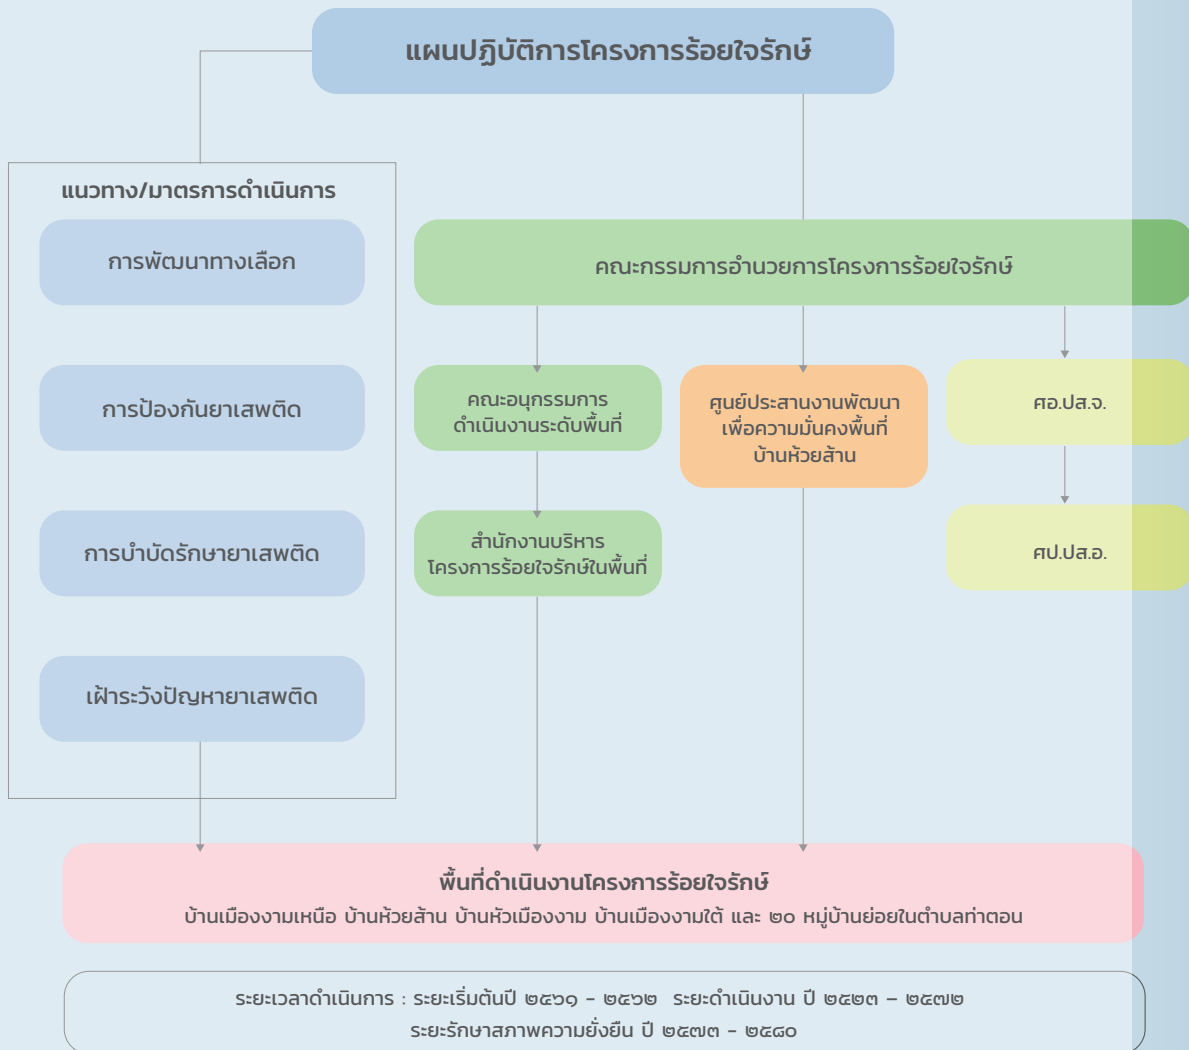 แผนปฏิบัติการโครงการร้อยใจรักษ์
แนวทาง/มาตรการดำเนินการ
การพัฒนาทางเลือก
การป้องกันยาเสพติด
การบำบัดรักษายาเสพติด
เฝ้าระวังปัญหายาเสพติด
คณะกรรมการอำนวยการโครงการร้อยใจรักษ์
คณะอนุกรรมการ
ดำเนินงานระดับพื้นที่
สำนักงานบริหาร
โครงการร้อยใจรักษ์ในพื้นที่
ศูนย์ประสานงานพัฒนา
เพื่อความมั่นคงพื้นที่
บ้านห้วยส้าน
ศอ.ปส.จ.
ศป.ปส.อ.
พื้นที่ดำเนินงานโครงการร้อยใจรักษ์
บ้านเมืองงามเหนือ บ้านห้วยส้าน บ้านหัวเมืองงาม บ้านเมืองงามใต้ และ ๒๐ หมู่บ้านย่อยในตำบลท่าตอน
ระยะเวลาดำเนินการ : ระยะเริ่มต้นปี ๒๕๖๑ - ๒๕๖๒ ระยะดำเนินงาน ปี ๒๕๒๓ – ๒๕๗๒
ระยะรักษาสภาพความยั่งยืน ปี ๒๕๗๓ - ๒๕๘๐